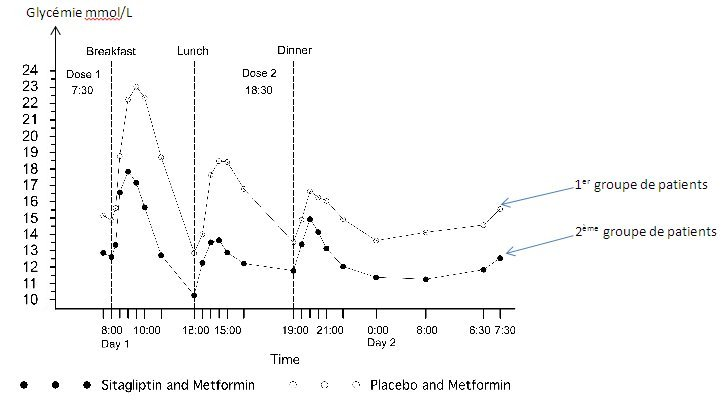 Glycémie mmol/L
Breakfast Lunch Dinner
Dose 1 Dose 2
7:30 18:30
24
23
22
21
20
19
18
17
16
15
14
13
12
11
10
1er groupe de patients
2ème groupe de patients
8:00 10:00 12:00 15:00 19:00 21:00 0:00 8:00 6:30 7:30
Day 1 Day 2
Time
Sitagliptin and Metformin Placebo and Metformin